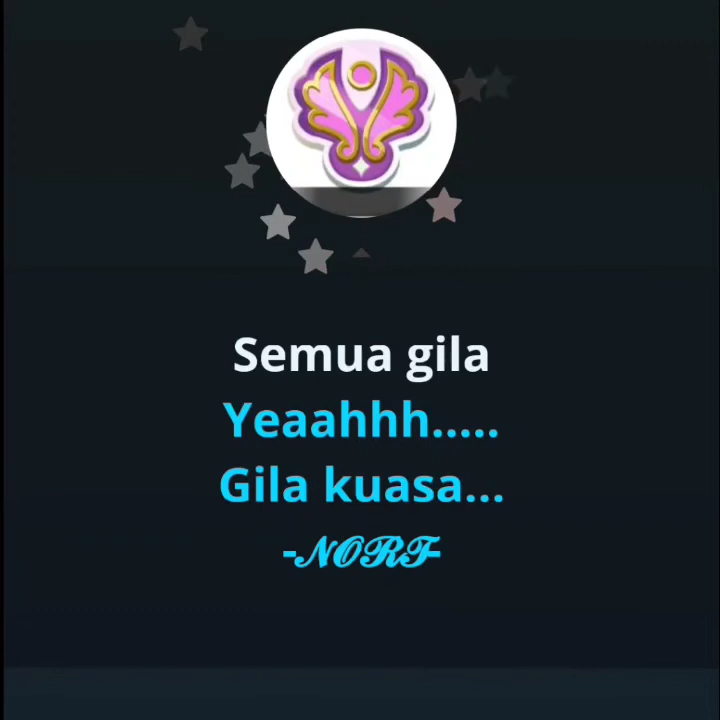 Semua gila
Yeaahhh.....
Gila kuasa...
-𝓝𝓞𝓡𝓕-